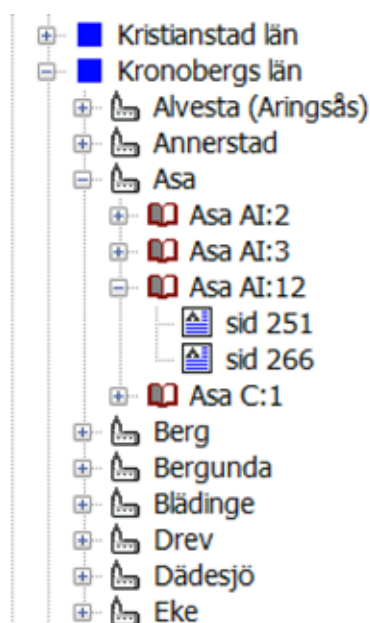 Kristianstad län
Kronobergs län
Alvesta (Aringsås)
Annerstad
Asa
Asa AI:2
Asa AI:3
Asa AI:12
sid 251
sid 266
Asa C:1
Berg
Bergunda
Blädinge
Drev
Dädesjö
Eke